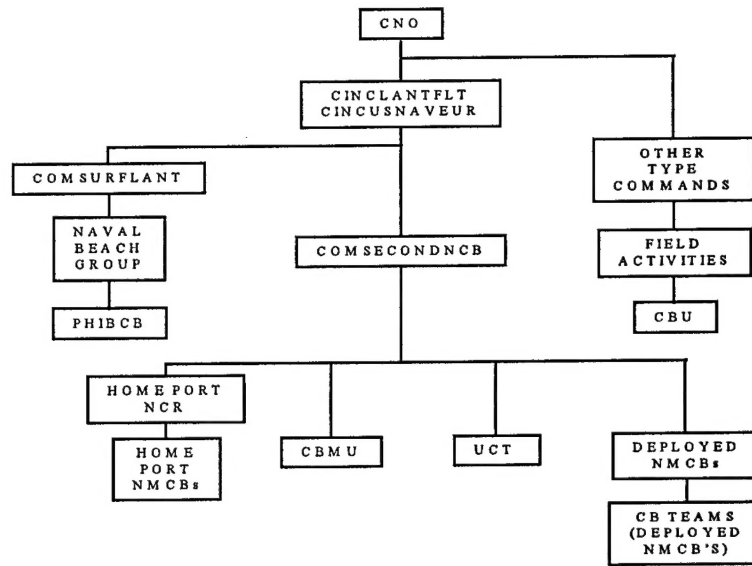 CNO
CINCLANTFLT
CINCUSNAVEUR
COMSURFLANT
OTHER
TYPE
COMMANDS
NAVAL
BEACH
GROUP
COMSECONDNCB
FIELD
ACTIVITIES
PHIBCB
CBU
HOME PORT
NCR
CBMU
UCT
DEPLOYED
NMCBs
HOME
PORT
NMCBs
CB TEAMS
(DEPLOYED
NMCB'S)